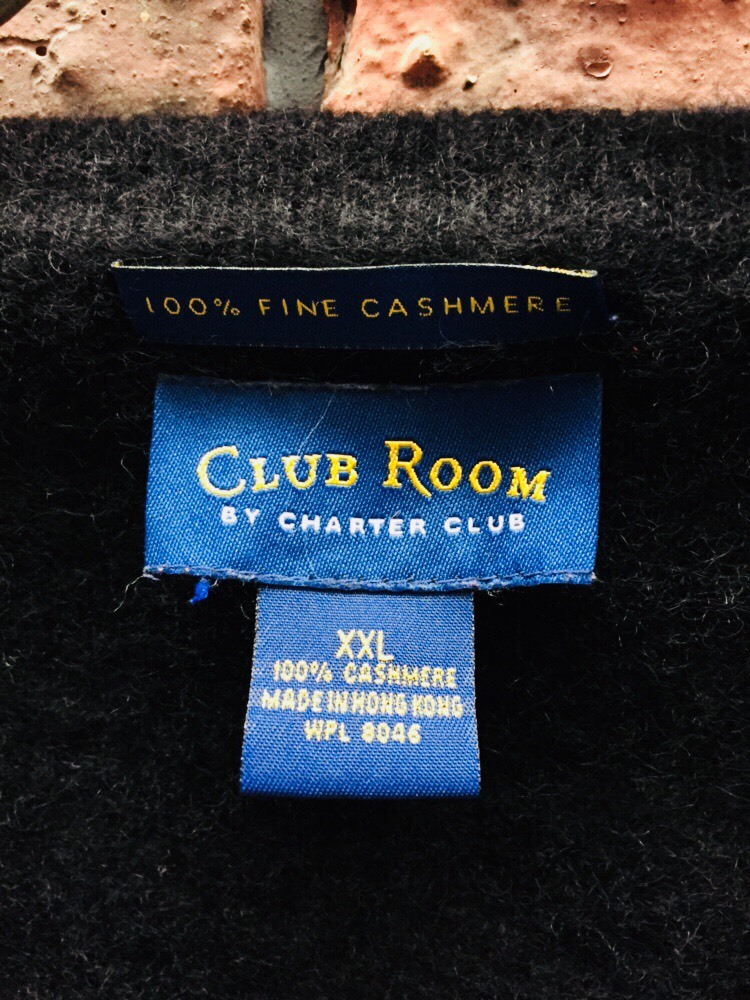 100% FINE CASHMERE
CLUB ROOM
BY CHARTER CLUB
XXL
100% CASHMERE
MADE IN HONG KONG
WPL 8046